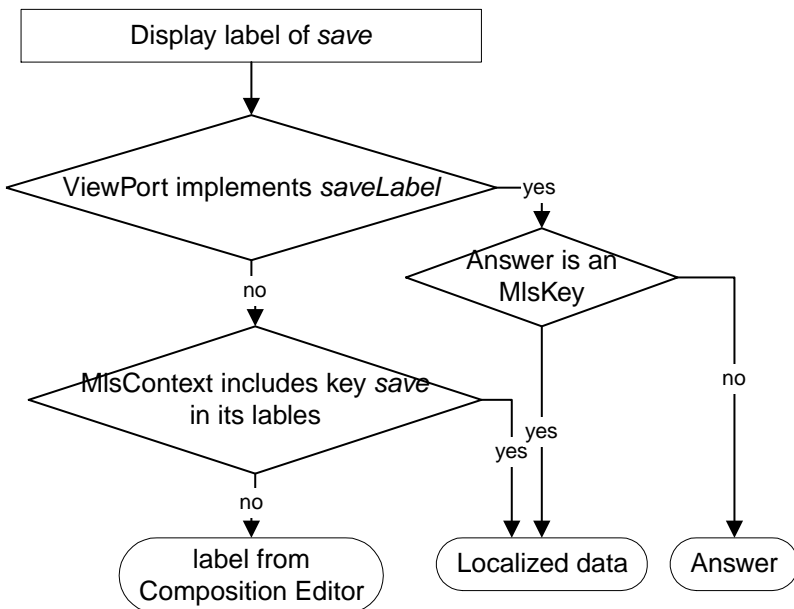 Display label of save
ViewPort implements saveLabel
yes
Answer is an
MlsKey
no
MlsContext includes key save
in its lables
no
yes
yes
no
label from
Composition Editor
Localized data
Answer